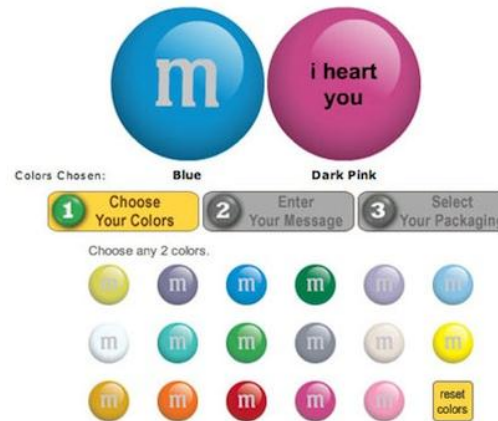 m
i heart
you
Colors Chosen: Blue Dark Pink
1 Choose
Your Colors
2 Enter
Your Message
3 Select
Your Packaging
Choose any 2 colors.
m m m m m m
m m m m m m
m m m m m reset
colors